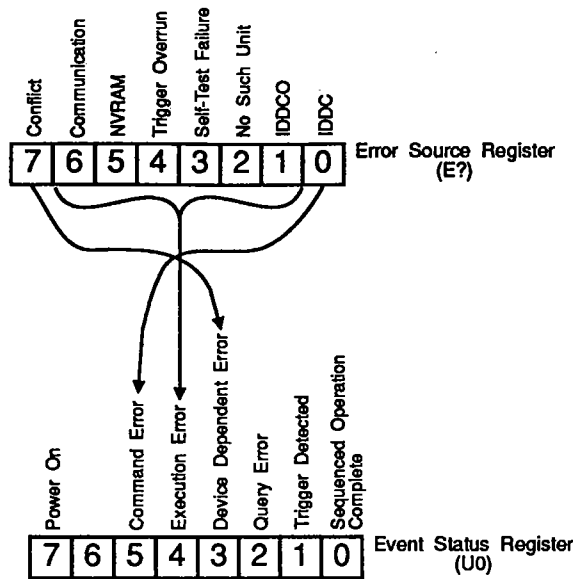 Conflict
Communication
NVRAM
Trigger Overrun
Self-Test Failure
No Such Unit
IDDCO
IDDC
7 6 5 4 3 2 1 0
Error Source Register
(E?)
Power On
Command Error
Execution Error
Device Dependent Error
Query Error
Trigger Detected
Sequenced Operation
Complete
7 6 5 4 3 2 1 0
Event Status Register
(U0)